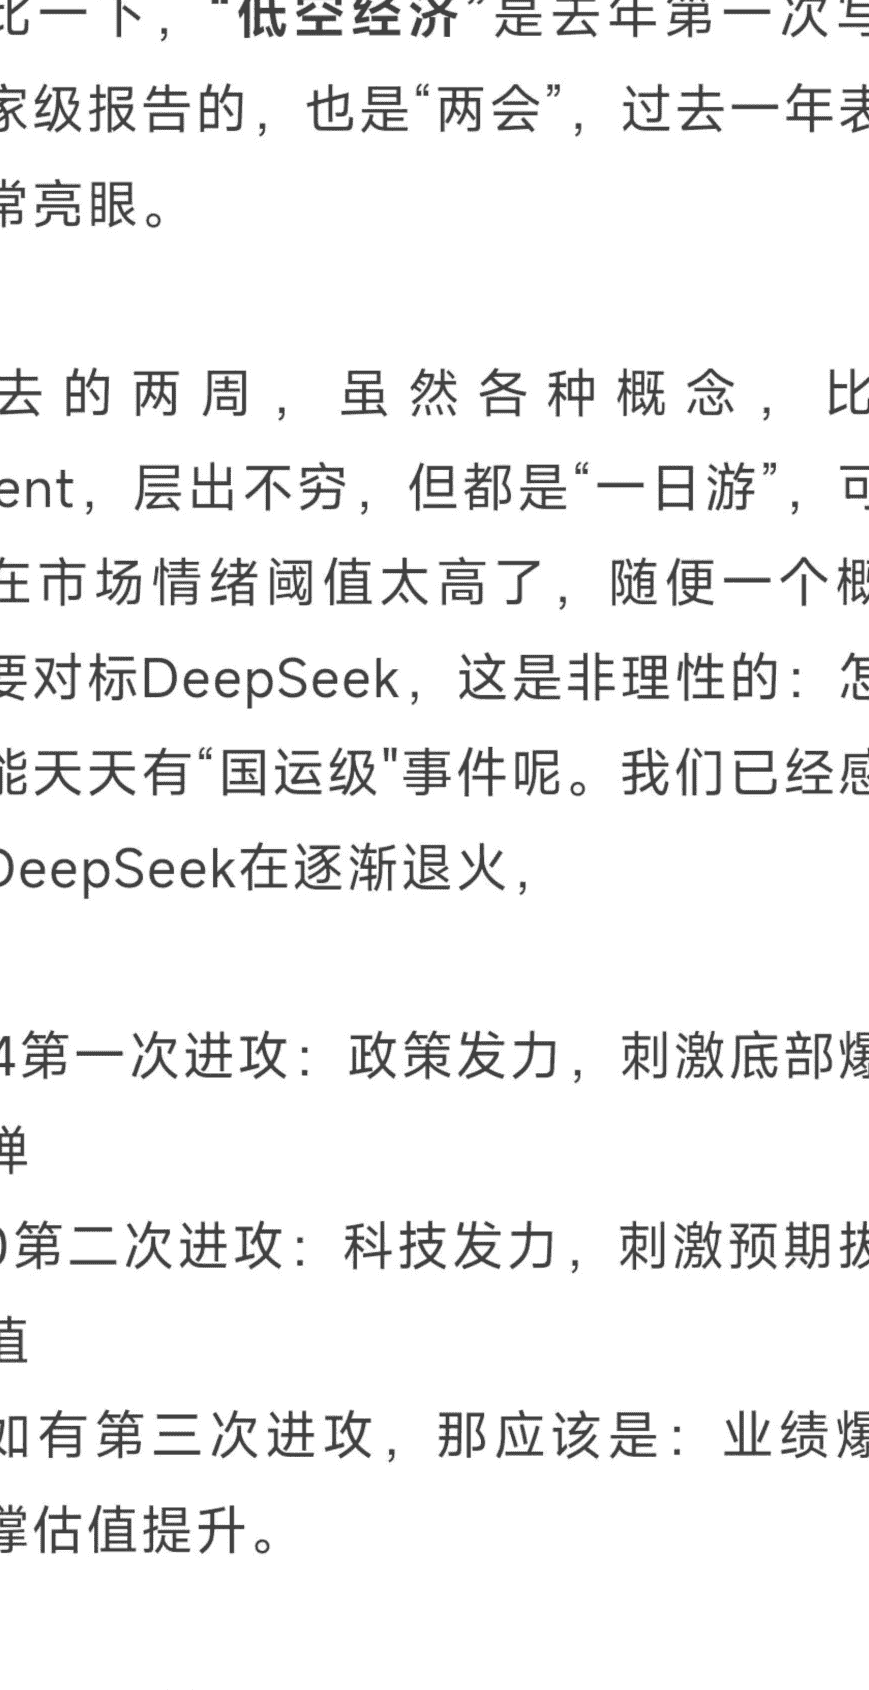 比一下，“低空经济”是去年第一次写
家级报告的，也是“两会”，过去一年表
常亮眼。
去的两周，虽然各种概念，比
ent，层出不穷，但都是“一日游”，可
在市场情绪阈值太高了，随便一个概
要对标DeepSeek，这是非理性的：怎
能天天有“国运级"事件呢。我们已经感
DeepSeek在逐渐退火，
4第一次进攻：政策发力，刺激底部爆
弹
0第二次进攻：科技发力，刺激预期拔
值
如有第三次进攻，那应该是：业绩爆
撑估值提升。